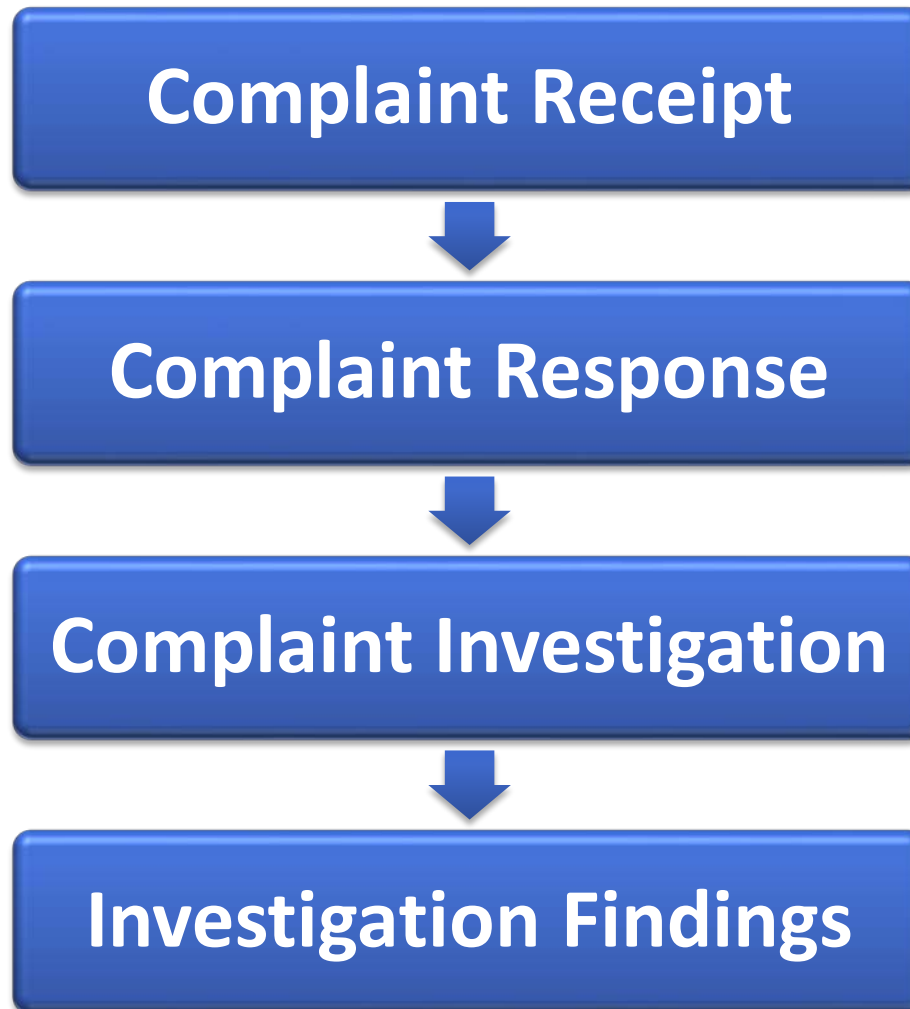 Complaint Receipt
Complaint Response
Complaint Investigation
Investigation Findings